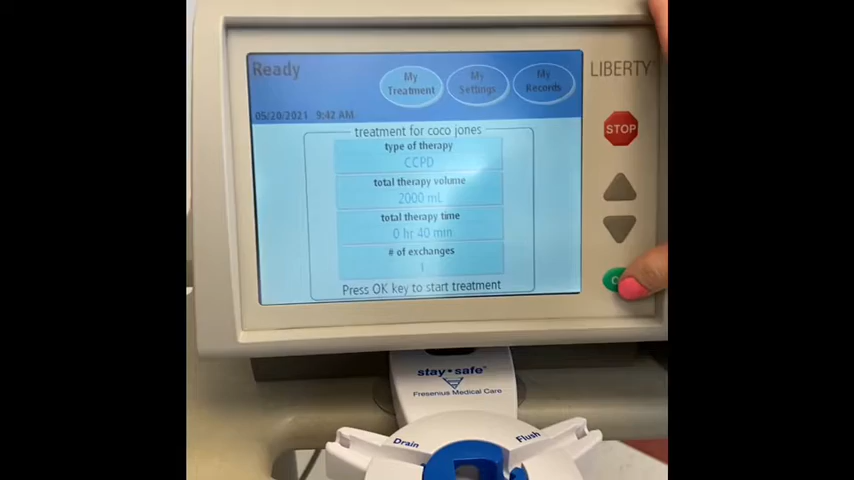 Ready
My Treatment
My Settings
My Records
LIBERTY
05/20/2021 9:42 AM
STOP
treatment for coco jones
type of therapy
CCPD
total therapy volume
2000 mL
total therapy time
0 hr 40 min
# of exchanges
1
Press OK key to start treatment
stay•safe®
Fresenius Medical Care
Drain
Flush